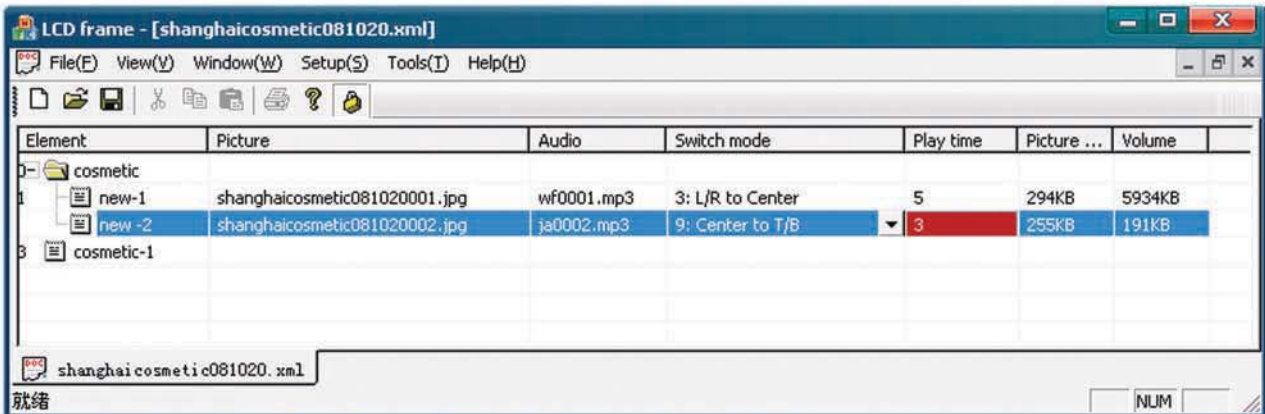 LCD frame - [shanghaicosmetic081020.xml]
File(F) View(V) Window(W) Setup(S) Tools(T) Help(H)
Element Picture Audio Switch mode Play time Picture ... Volume
cosmetic
1 new-1 shanghaicosmetic081020001.jpg wf0001.mp3 3: L/R to Center 5 294KB 5934KB
new -2 shanghaicosmetic081020002.jpg ja0002.mp3 9: Center to T/B 3 255KB 191KB
3 cosmetic-1
shanghaicosmetic081020.xml
就绪 NUM